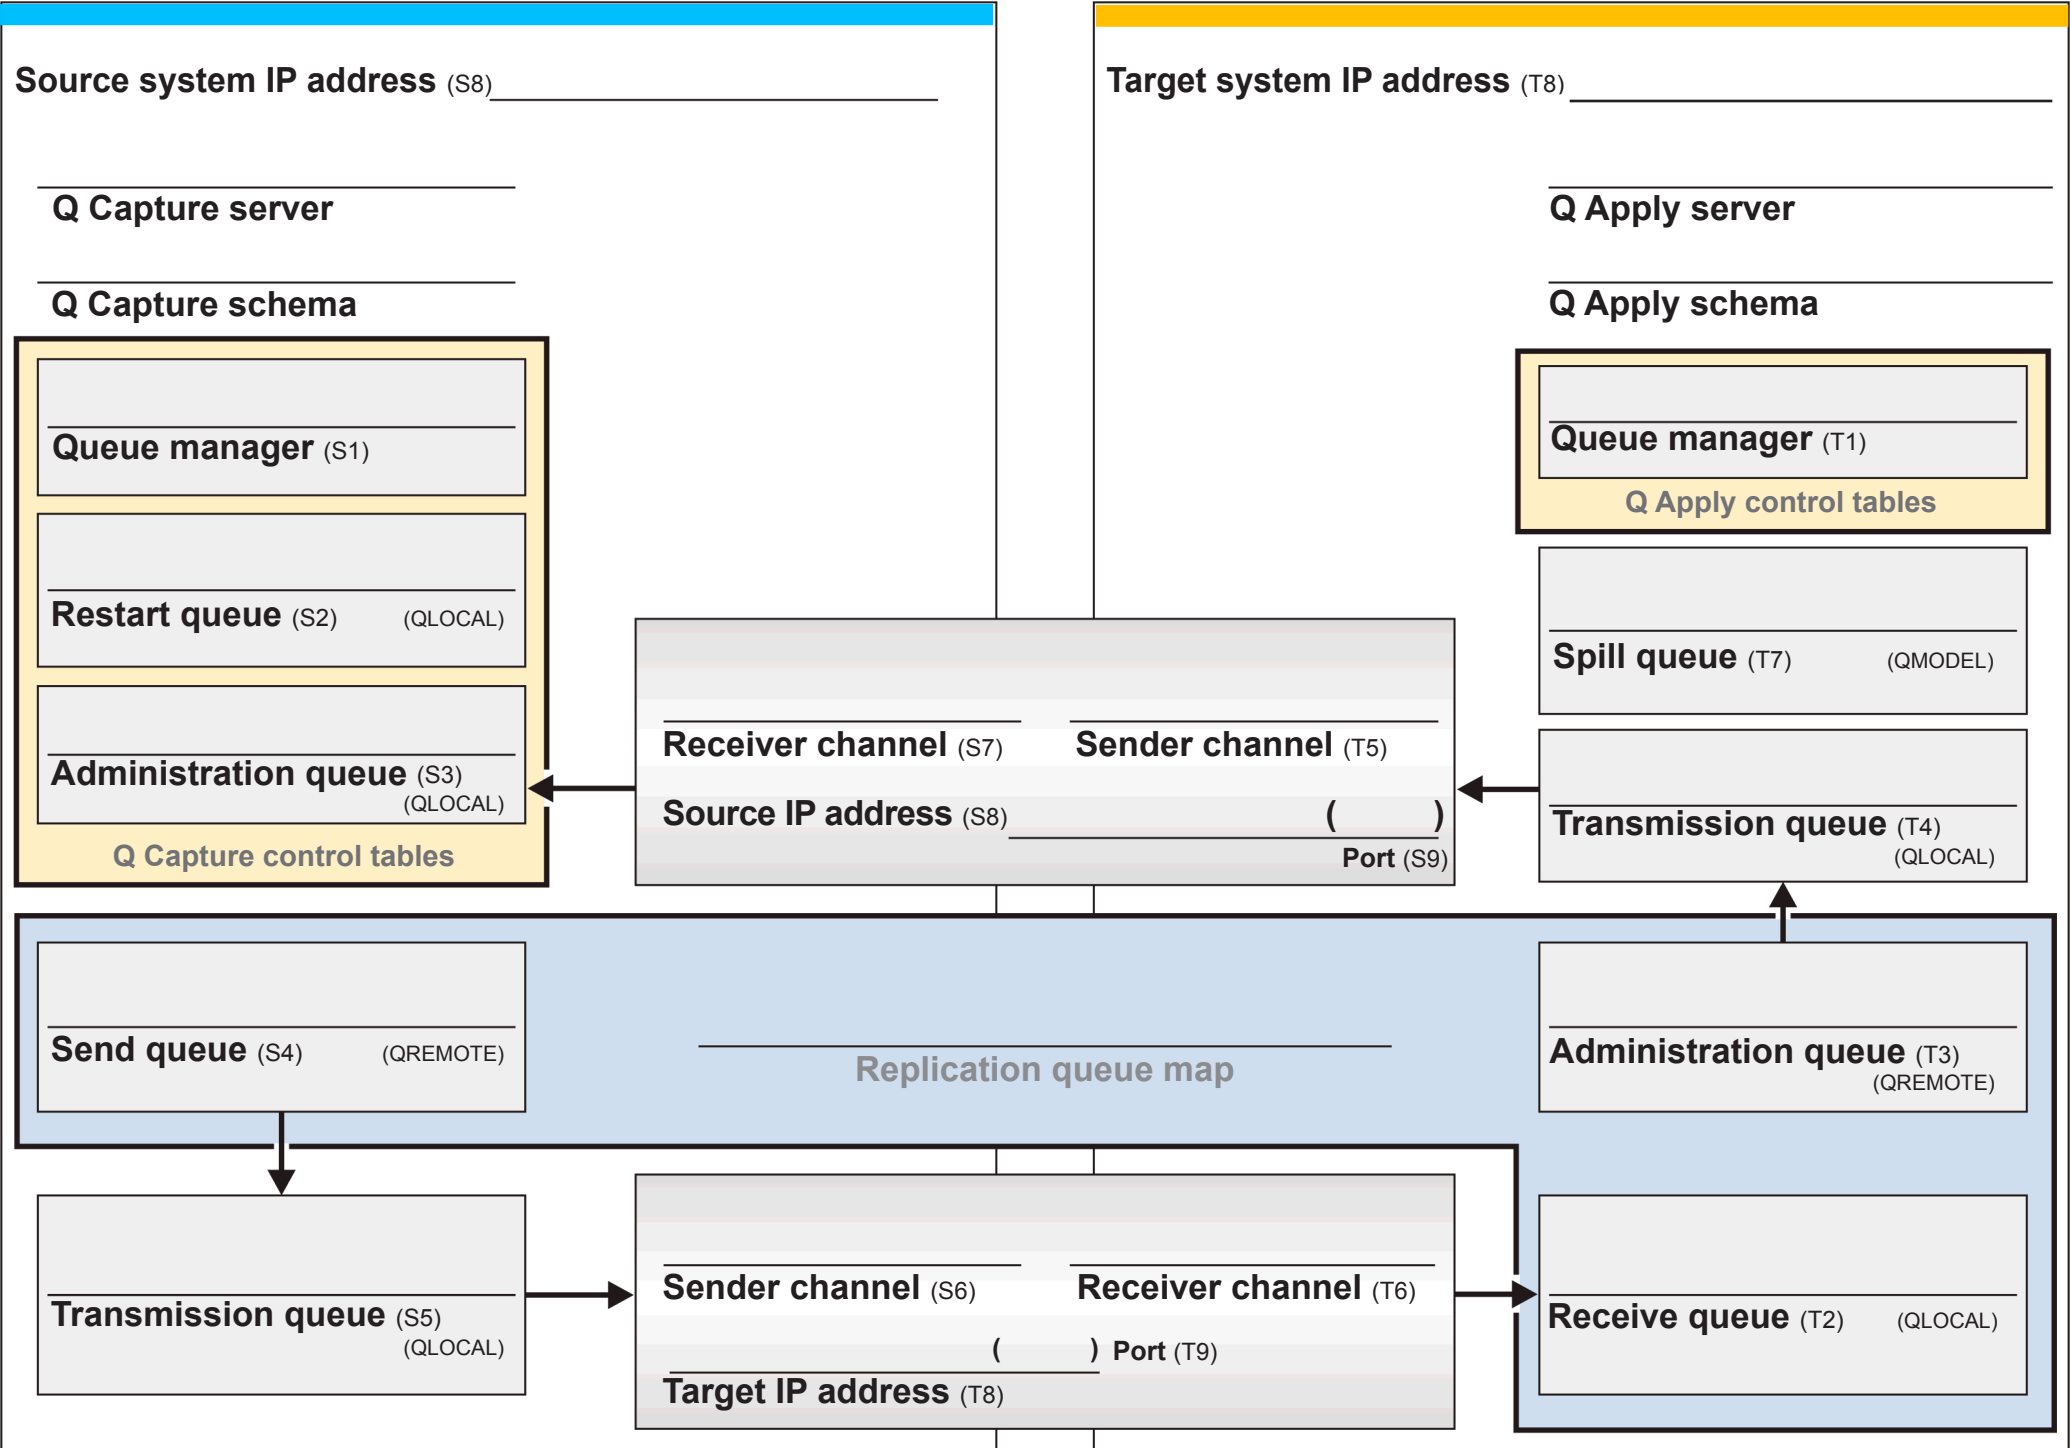 Source system IP address (S8)
Target system IP address (T8)
Q Capture server
Q Apply server
Q Capture schema
Q Apply schema
Queue manager (S1)
Queue manager (T1)
Q Apply control tables
Restart queue (S2) (QLOCAL)
Spill queue (T7) (QMODEL)
Receiver channel (S7) Sender channel (T5)
Administration queue (S3)
(QLOCAL)
Source IP address (S8) ( )
Port (S9)
Transmission queue (T4)
(QLOCAL)
Q Capture control tables
Send queue (S4) (QREMOTE)
Replication queue map
Administration queue (T3)
(QREMOTE)
Transmission queue (S5)
(QLOCAL)
Sender channel (S6) Receiver channel (T6)
( ) Port (T9)
Target IP address (T8)
Receive queue (T2) (QLOCAL)